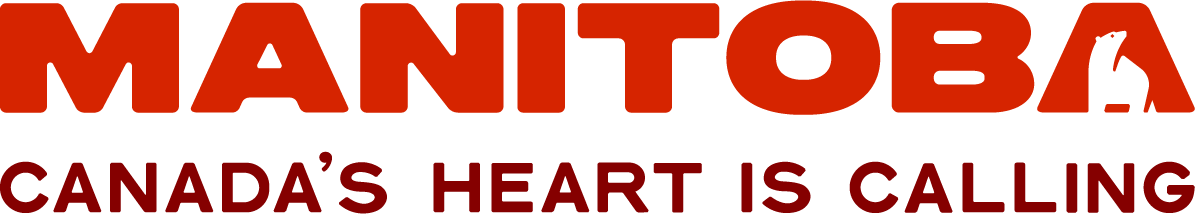 MANITOBA
CANADA'S HEART IS CALLING